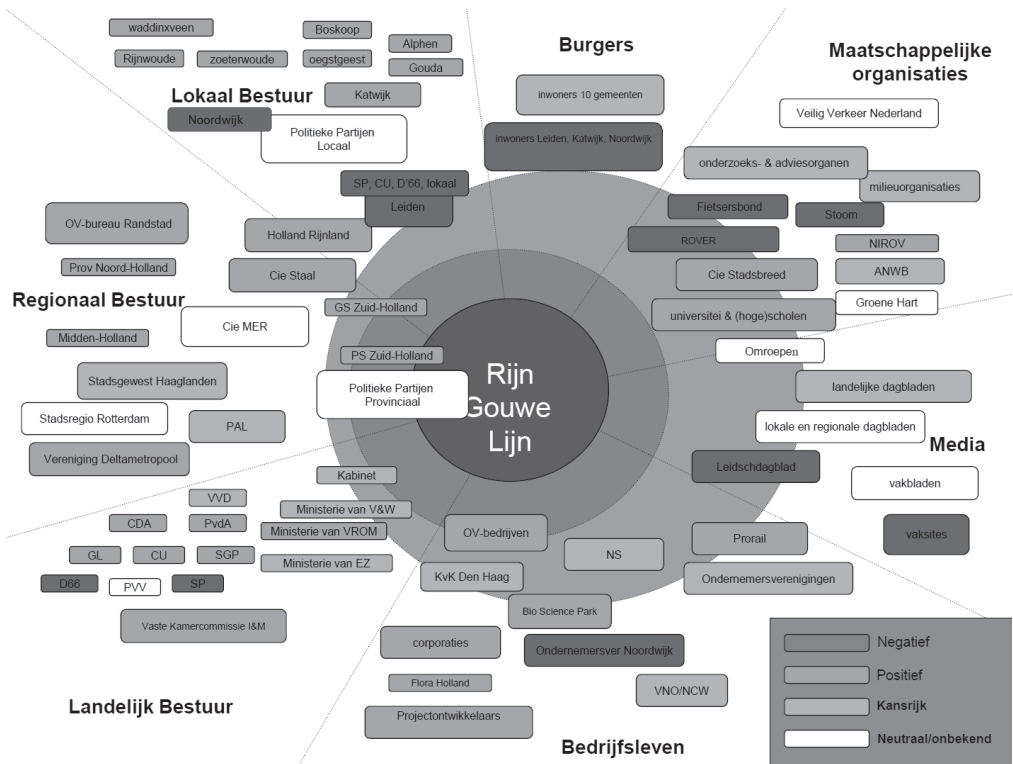 waddinxveen
Boskoop
Rijnwoude
zoeterwoude
oegstgeest
Alphen
Gouda
Lokaal Bestuur
Katwijk
Noordwijk
Politieke Partijen
Locaal
SP, CU, D'66, lokaal
Leiden
Burgers
inwoners 10 gemeenten
inwoners Leiden, Katwijk, Noordwijk
Maatschappelijke
organisaties
Veilig Verkeer Nederland
onderzoeks- & adviesorganen
milieuorganisaties
Fietsersbond
Stoom
ROVER
NIROV
Cie Stadsbreed
ANWB
universitei & (hoge)scholen
Groene Hart
OV-bureau Randstad
Holland Rijnland
Prov Noord-Holland
Cie Staal
Regionaal Bestuur
GS Zuid-Holland
Cie MER
Midden-Holland
PS Zuid-Holland
Stadsgewest Haaglanden
Politieke Partijen
Provinciaal
Stadsregio Rotterdam
PAL
Vereniging Deltametropool
Rijn
Gouwe
Lijn
Omroepen
landelijke dagbladen
lokale en regionale dagbladen
Media
Leidschdagblad
vakbladen
vaksites
Kabinet
VVD
Ministerie van V&W
CDA
PvdA
Ministerie van VROM
GL
CU
SGP
Ministerie van EZ
D66
PVV
SP
Vaste Kamercommissie I&M
Landelijk Bestuur
OV-bedrijven
NS
Prorail
KvK Den Haag
Ondernemersverenigingen
Bio Science Park
corporaties
Ondernemersver Noordwijk
Flora Holland
VNO/NCW
Projectontwikkelaars
Bedrijfsleven
Negatief
Positief
Kansrijk
Neutraal/onbekend